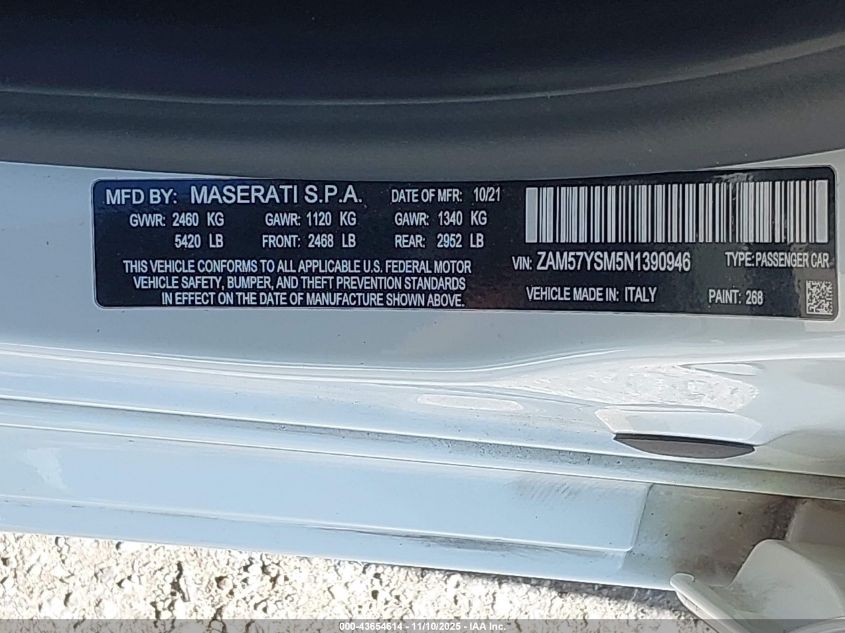 MFD BY: MASERATI S.P.A. DATE OF MFR: 10/21
GVWR: 2460 KG GAWR: 1120 KG GAWR: 1340 KG
5420 LB FRONT: 2468 LB REAR: 2952 LB
THIS VEHICLE CONFORMS TO ALL APPLICABLE U.S. FEDERAL MOTOR
VEHICLE SAFETY, BUMPER, AND THEFT PREVENTION STANDARDS
IN EFFECT ON THE DATE OF MANUFACTURE SHOWN ABOVE.
VIN: ZAM57YSM5N1390946 TYPE: PASSENGER CAR
VEHICLE MADE IN: ITALY PAINT: 268
000-43654614 - 11/10/2025 - IAA Inc.